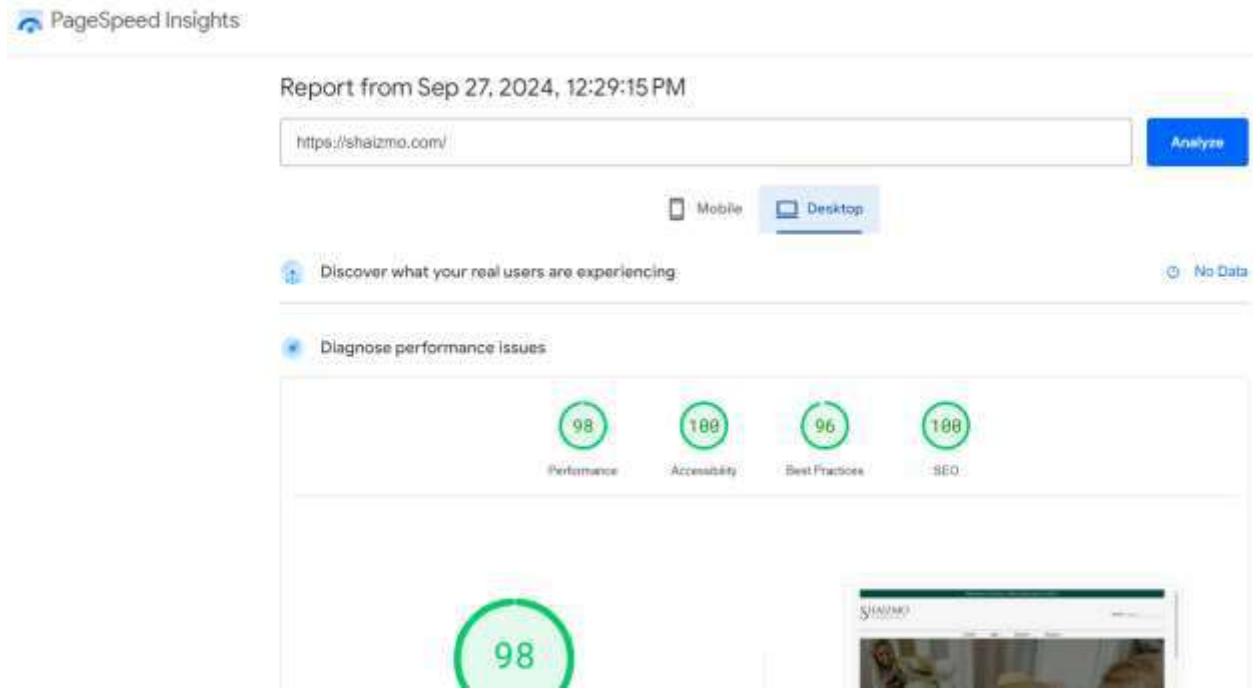 PageSpeed Insights
Report from Sep 27, 2024, 12:29:15 PM
https://shaizmo.com/
Analyze
Mobile
Desktop
Discover what your real users are experiencing
No Data
Diagnose performance issues
98
100
96
100
Performance
Accessibility
Best Practices
SEO
98
SHAIZMO